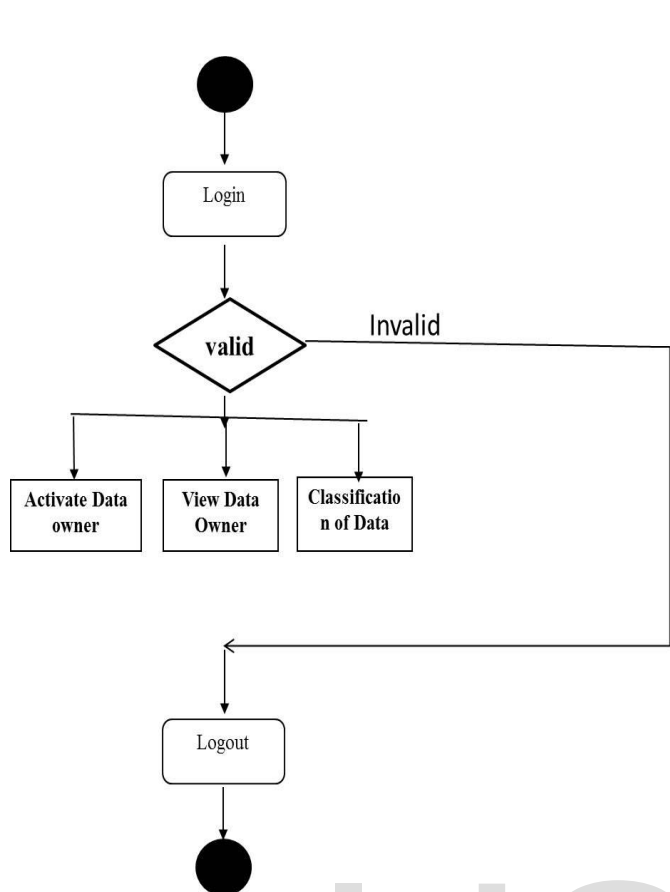 Login
Invalid
valid
Activate Data
owner
View Data
Owner
Classificatio
n of Data
Logout